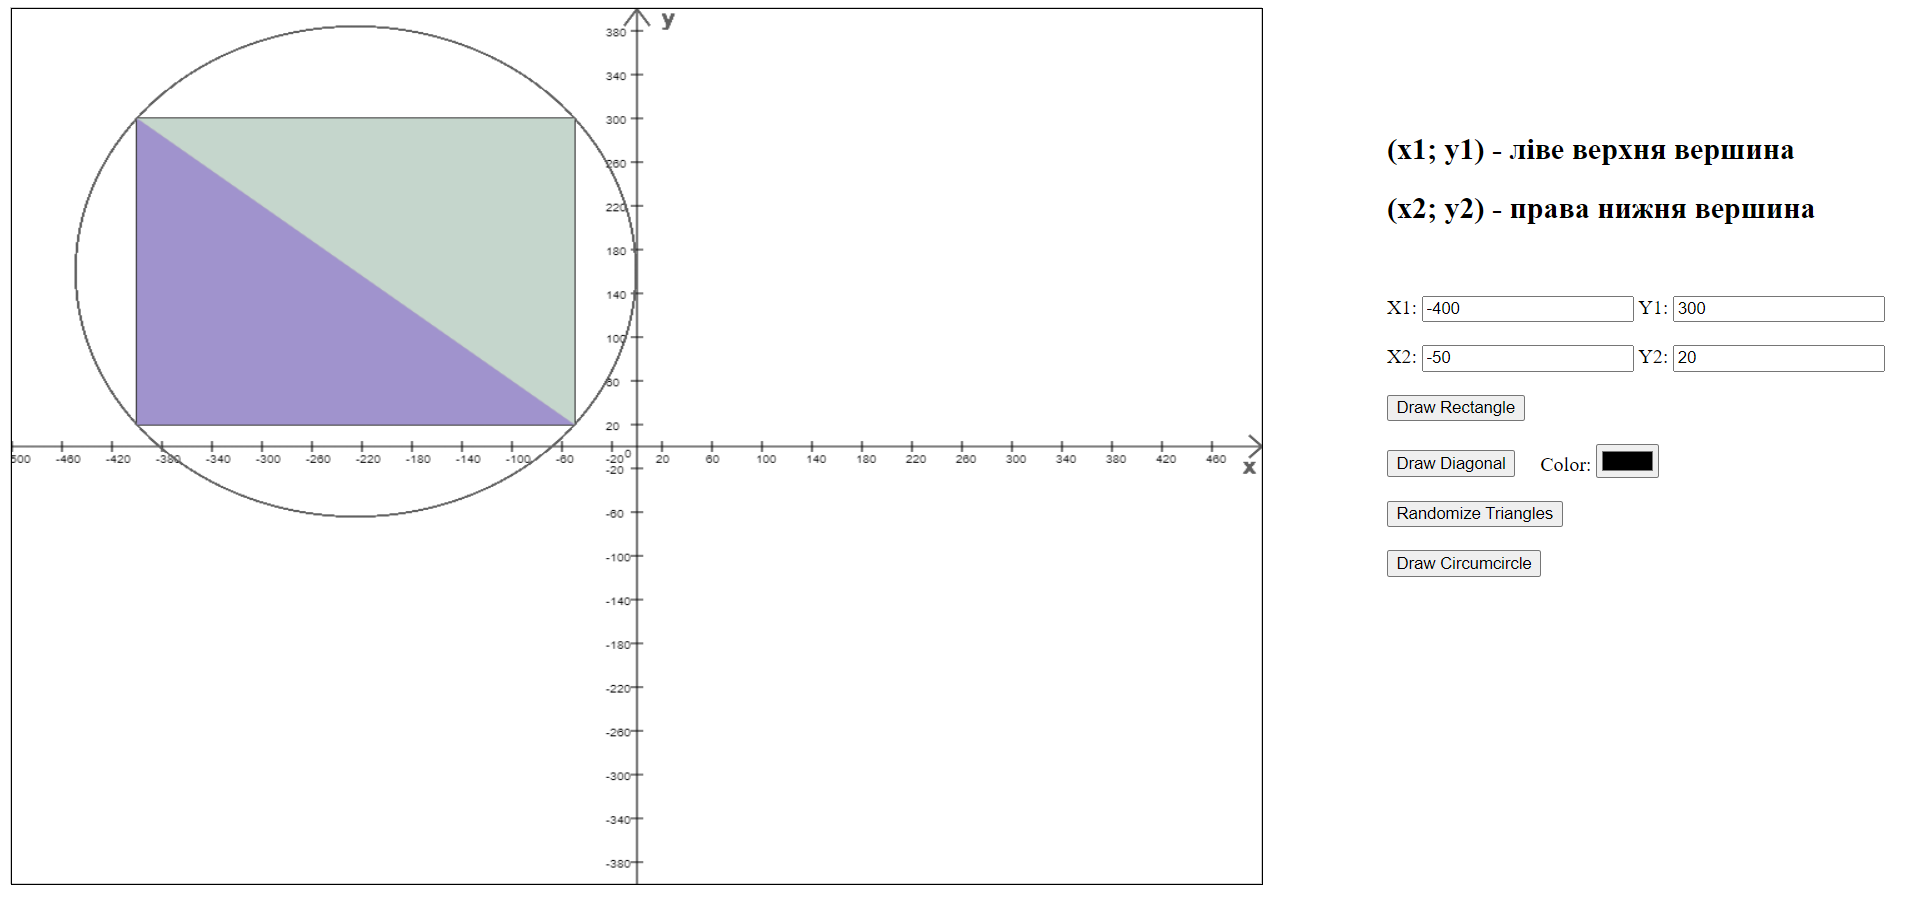 y
380
340
300
260
220
180
140
100
60
20
500 -460 -420 -380 -340 -300 -260 -220 -180 -140 -100 -60 -20 0 20 60 100 140 180 220 260 300 340 380 420 460
x
-20
-60
-100
-140
-180
-220
-260
-300
-340
-380
(x1; y1) - ліве верхня вершина
(x2; y2) - права нижня вершина
X1: -400 Y1: 300
X2: -50 Y2: 20
Draw Rectangle
Draw Diagonal Color:
Randomize Triangles
Draw Circumcircle